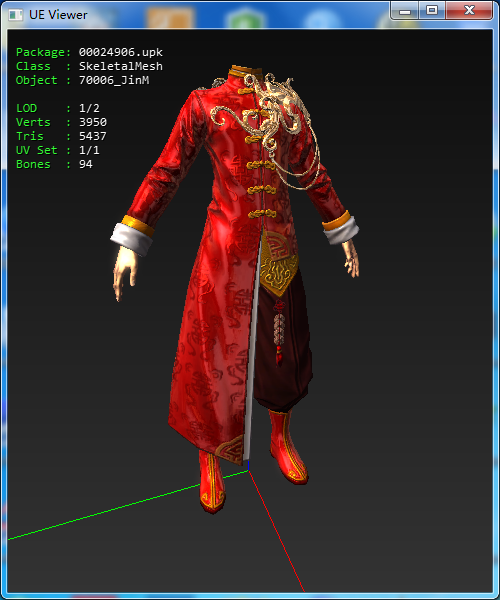 UE Viewer
Package: 00024906.upk
Class  : SkeletalMesh
Object : 70006_JinM
LOD    : 1/2
Verts  : 3950
Tris   : 5437
UV Set : 1/1
Bones  : 94